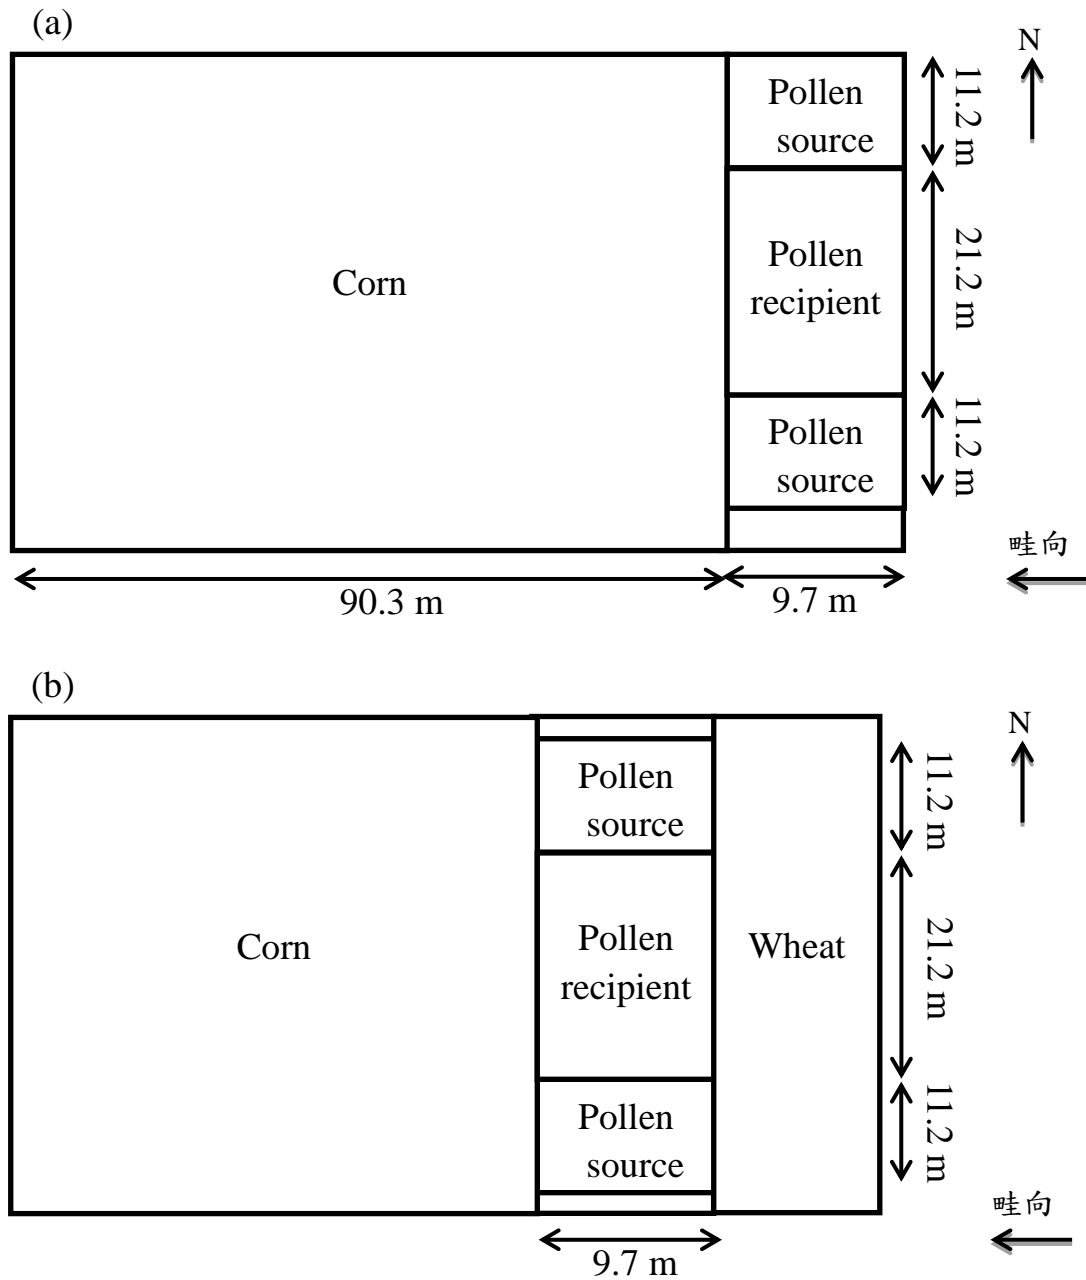 (a)
N
Pollen
source
11.2 m
Corn
Pollen
recipient
21.2 m
Pollen
source
11.2 m
畦向
90.3 m
9.7 m
(b)
N
Pollen
source
11.2 m
Corn
Pollen
recipient
Wheat
21.2 m
Pollen
source
11.2 m
畦向
9.7 m